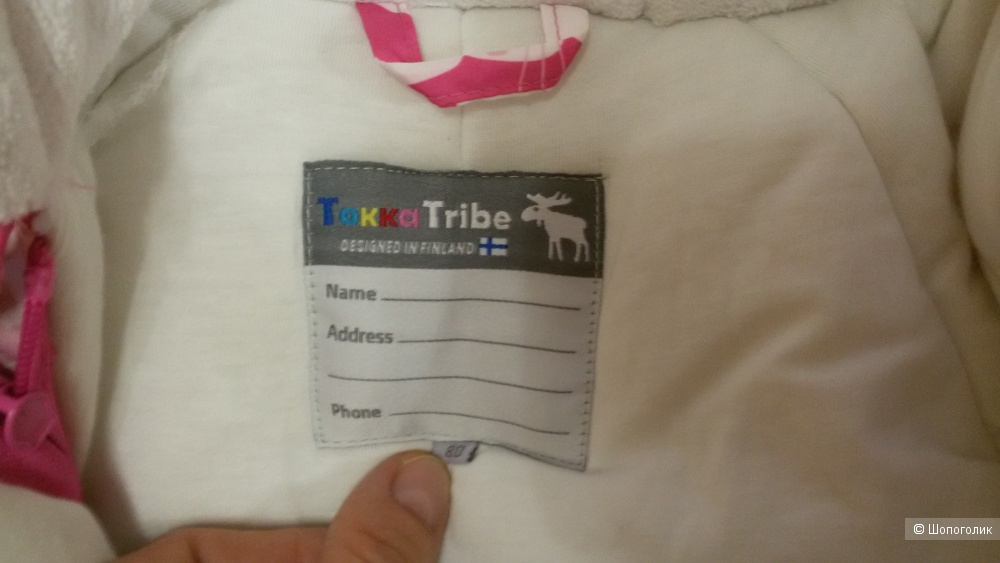 TokkaTribe
DESIGNED IN FINLAND
Name
Address
Phone
80
© Шопоголик